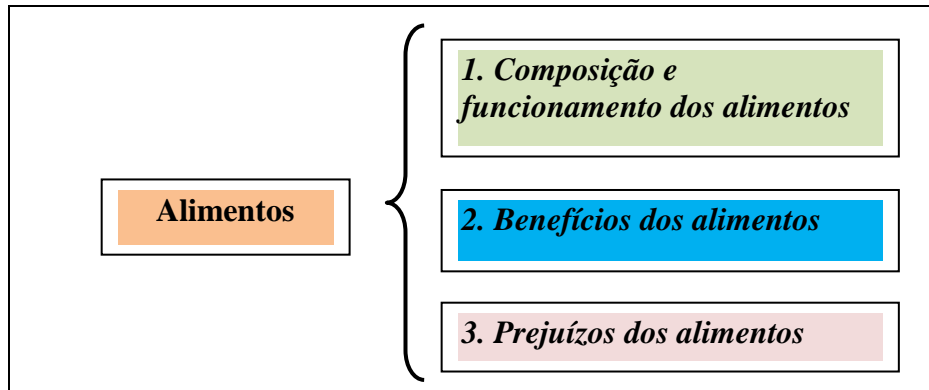 Alimentos
1. Composição e
funcionamento dos alimentos
2. Benefícios dos alimentos
3. Prejuízos dos alimentos